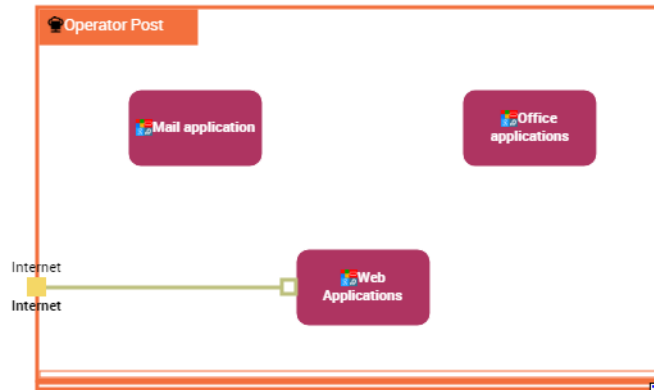 Operator Post
Mail application
Office
applications
Internet
Internet
Web
Applications